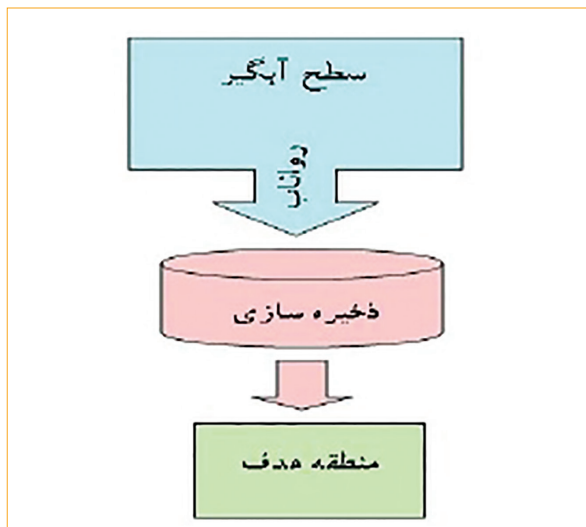 سطح آبگیر
رواناب
ذخیره سازی
منطقه هدف